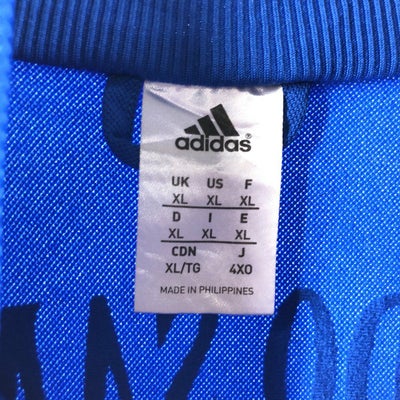 adidas
UK US F
XL XL XL
D I E
XL XL XL
CDN J
XL/TG 4XO
MADE IN PHILIPPINES